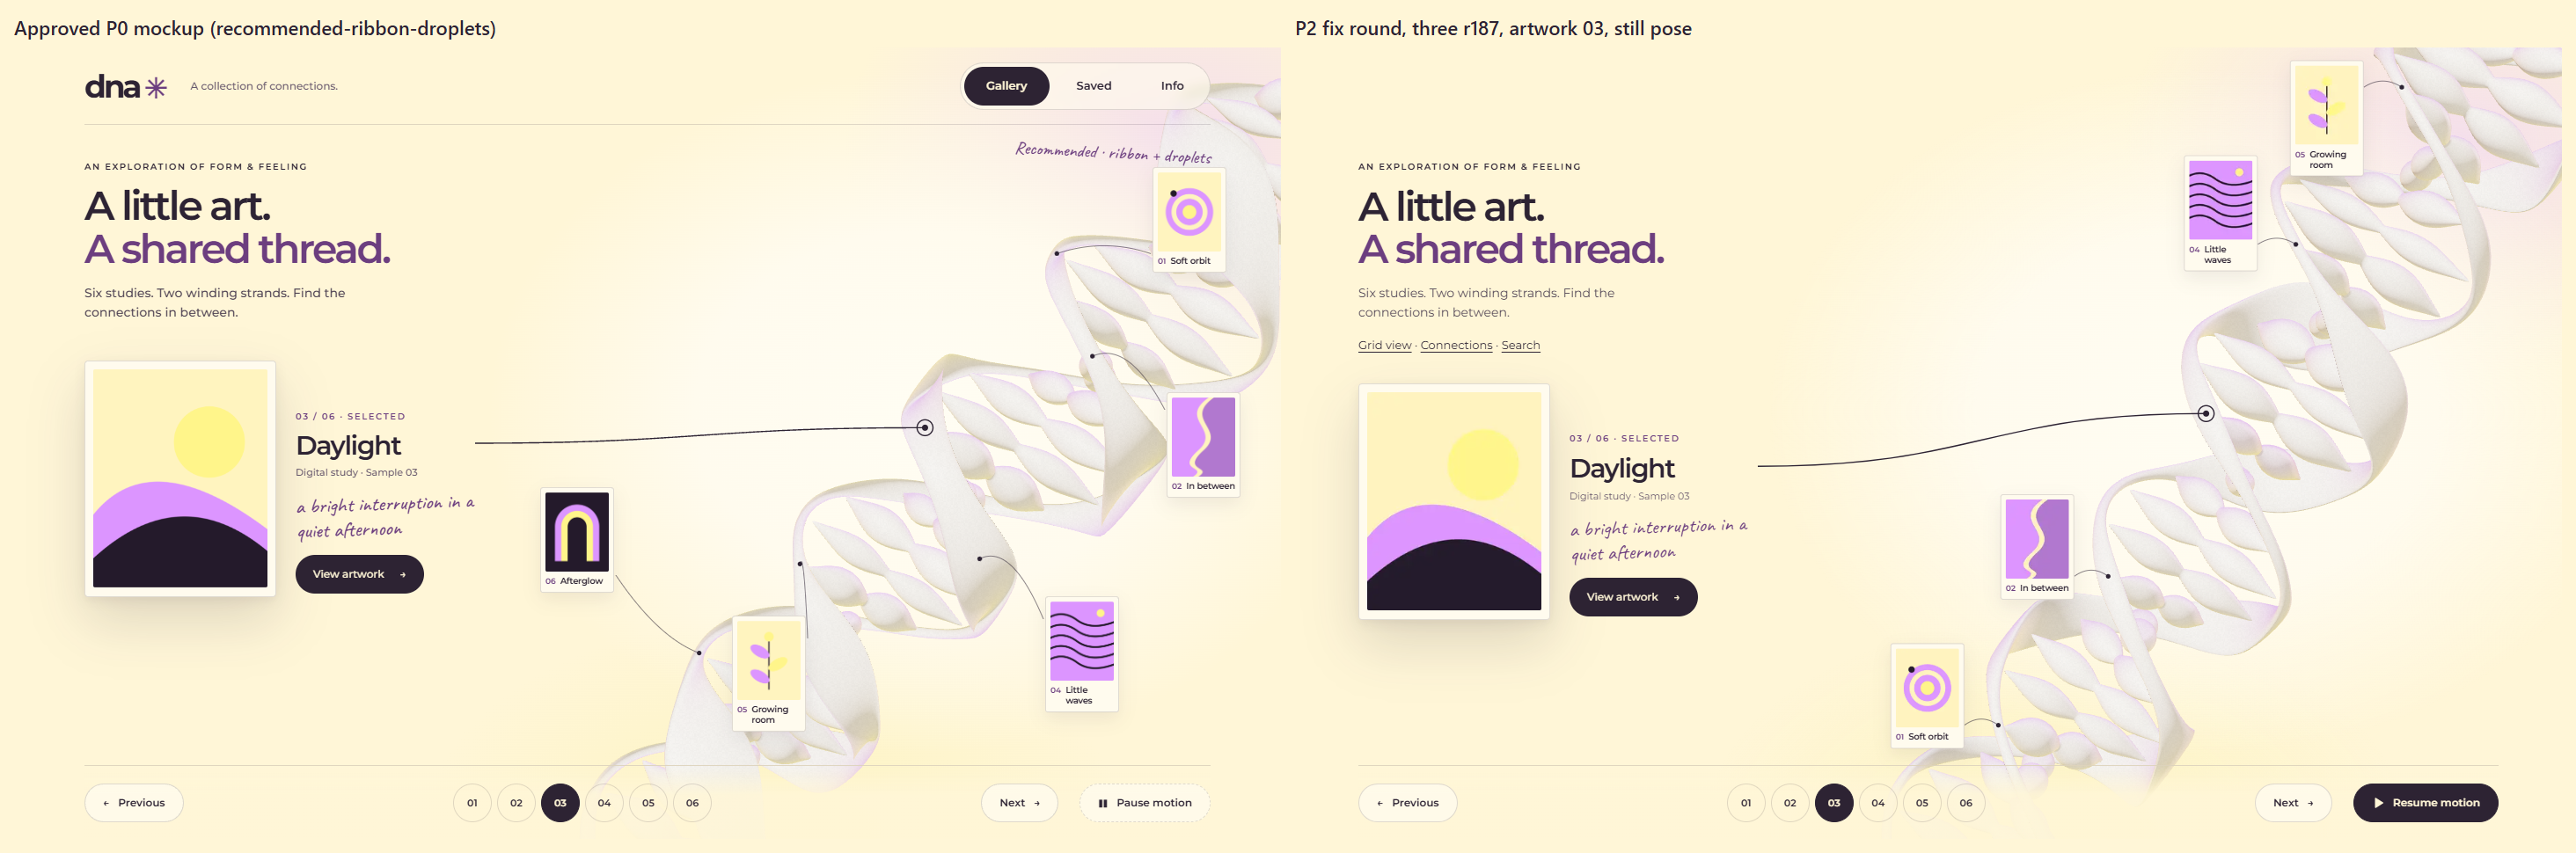 Approved P0 mockup (recommended-ribbon-droplets)
dna
A collection of connections.
Gallery
Saved
Info
Recommended · ribbon + droplets
AN EXPLORATION OF FORM & FEELING
A little art.
A shared thread.
Six studies. Two winding strands. Find the
connections in between.
01 Soft orbit
02 In between
03 / 06 · SELECTED
Daylight
Digital study · Sample 03
a bright interruption in a
quiet afternoon
View artwork →
06 Afterglow
05 Growing
room
04 Little
waves
← Previous
01
02
03
04
05
06
Next →
Pause motion
P2 fix round, three r187, artwork 03, still pose
AN EXPLORATION OF FORM & FEELING
A little art.
A shared thread.
Six studies. Two winding strands. Find the
connections in between.
Grid view · Connections · Search
05 Growing
room
04 Little
waves
03 / 06 · SELECTED
Daylight
Digital study · Sample 03
a bright interruption in a
quiet afternoon
View artwork →
02 In between
01 Soft orbit
← Previous
01
02
03
04
05
06
Next →
Resume motion